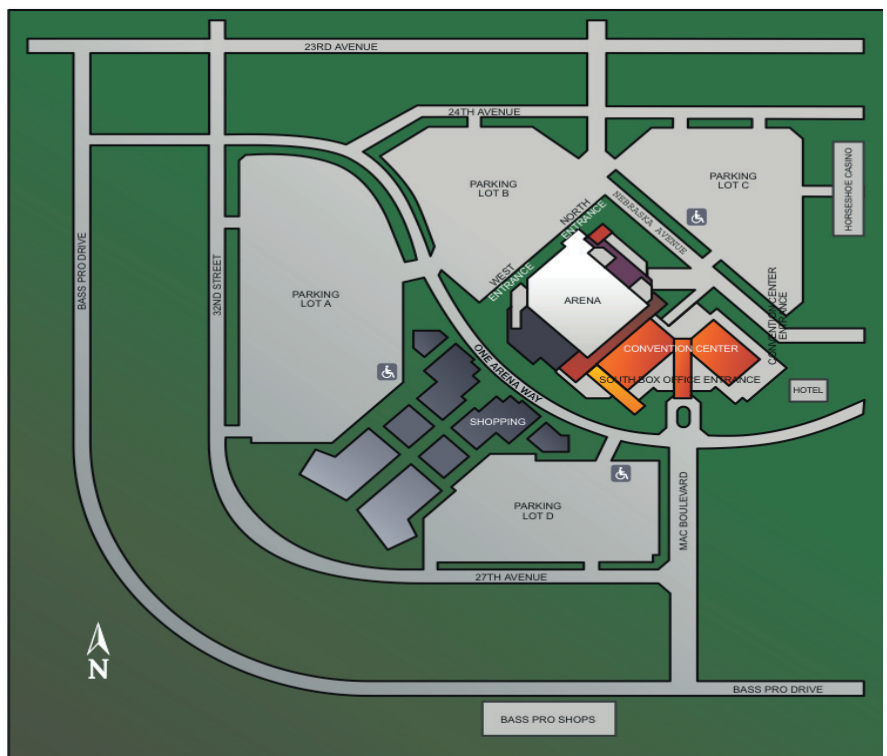 23RD AVENUE
24TH AVENUE
PARKING
LOT B
PARKING
LOT C
HORSESHOE CASINO
NEBRASKA AVENUE
NORTH
ENTRANCE
WEST
ENTRANCE
BASS PRO DRIVE
32ND STREET
PARKING
LOT A
ARENA
CONVENTION CENTER
ENTRANCE
CONVENTION CENTER
SOUTH BOX OFFICE ENTRANCE
HOTEL
ONE ARENA WAY
SHOPPING
PARKING
LOT D
MAC BOULEVARD
27TH AVENUE
N
BASS PRO DRIVE
BASS PRO SHOPS